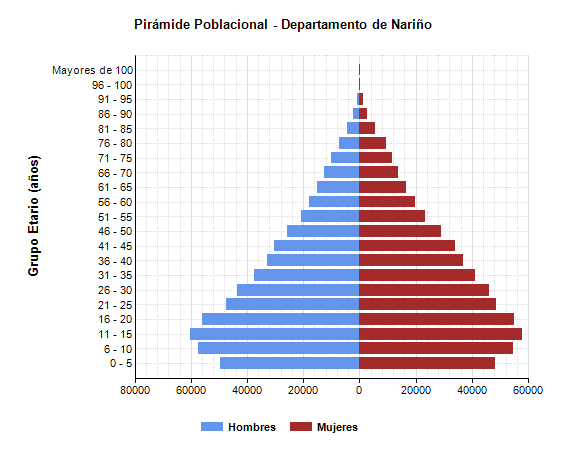 Pirámide Poblacional - Departamento de Nariño
Grupo Etario (años)
Mayores de 100
96 - 100
91 - 95
86 - 90
81 - 85
76 - 80
71 - 75
66 - 70
61 - 65
56 - 60
51 - 55
46 - 50
41 - 45
36 - 40
31 - 35
26 - 30
21 - 25
16 - 20
11 - 15
6 - 10
0 - 5
80000 60000 40000 20000 0 20000 40000 60000
Hombres Mujeres